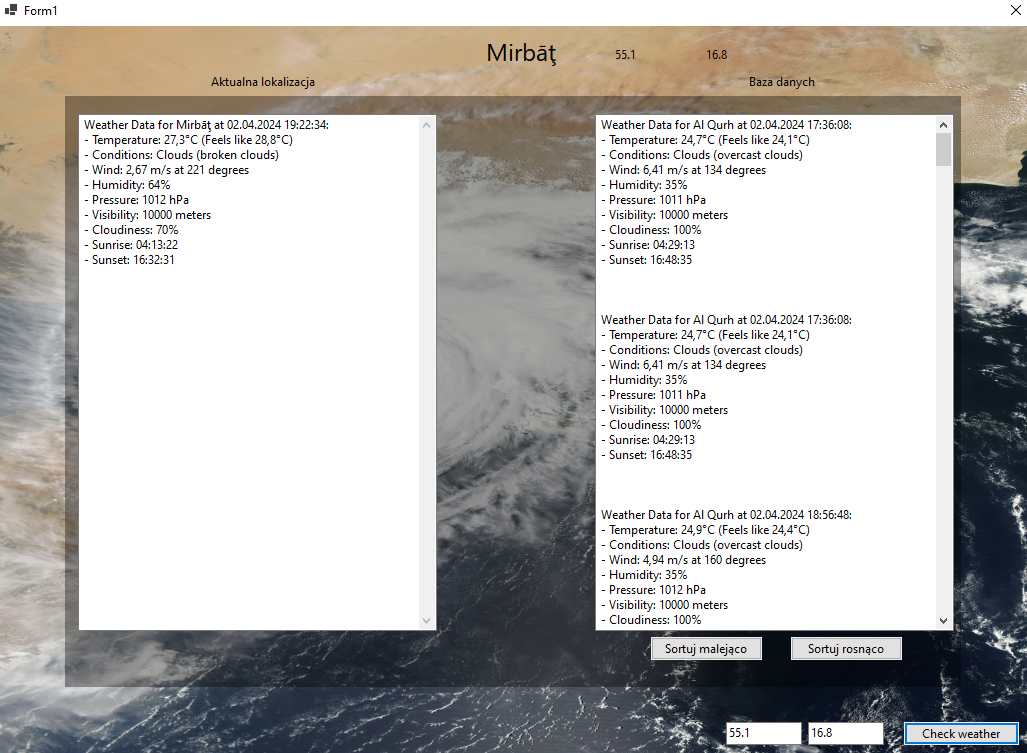 Form1
Mirbāţ 55.1 16.8
Aktualna lokalizacja
Baza danych
Weather Data for Mirbāţ at 02.04.2024 19:22:34:
- Temperature: 27,3°C (Feels like 28,8°C)
- Conditions: Clouds (broken clouds)
- Wind: 2,67 m/s at 221 degrees
- Humidity: 64%
- Pressure: 1012 hPa
- Visibility: 10000 meters
- Cloudiness: 70%
- Sunrise: 04:13:22
- Sunset: 16:32:31
Weather Data for Al Qurh at 02.04.2024 17:36:08:
- Temperature: 24,7°C (Feels like 24,1°C)
- Conditions: Clouds (overcast clouds)
- Wind: 6,41 m/s at 134 degrees
- Humidity: 35%
- Pressure: 1011 hPa
- Visibility: 10000 meters
- Cloudiness: 100%
- Sunrise: 04:29:13
- Sunset: 16:48:35
Weather Data for Al Qurh at 02.04.2024 17:36:08:
- Temperature: 24,7°C (Feels like 24,1°C)
- Conditions: Clouds (overcast clouds)
- Wind: 6,41 m/s at 134 degrees
- Humidity: 35%
- Pressure: 1011 hPa
- Visibility: 10000 meters
- Cloudiness: 100%
- Sunrise: 04:29:13
- Sunset: 16:48:35
Weather Data for Al Qurh at 02.04.2024 18:56:48:
- Temperature: 24,9°C (Feels like 24,4°C)
- Conditions: Clouds (overcast clouds)
- Wind: 4,94 m/s at 160 degrees
- Humidity: 35%
- Pressure: 1012 hPa
- Visibility: 10000 meters
- Cloudiness: 100%
Sortuj malejąco
Sortuj rosnąco
55.1
16.8
Check weather